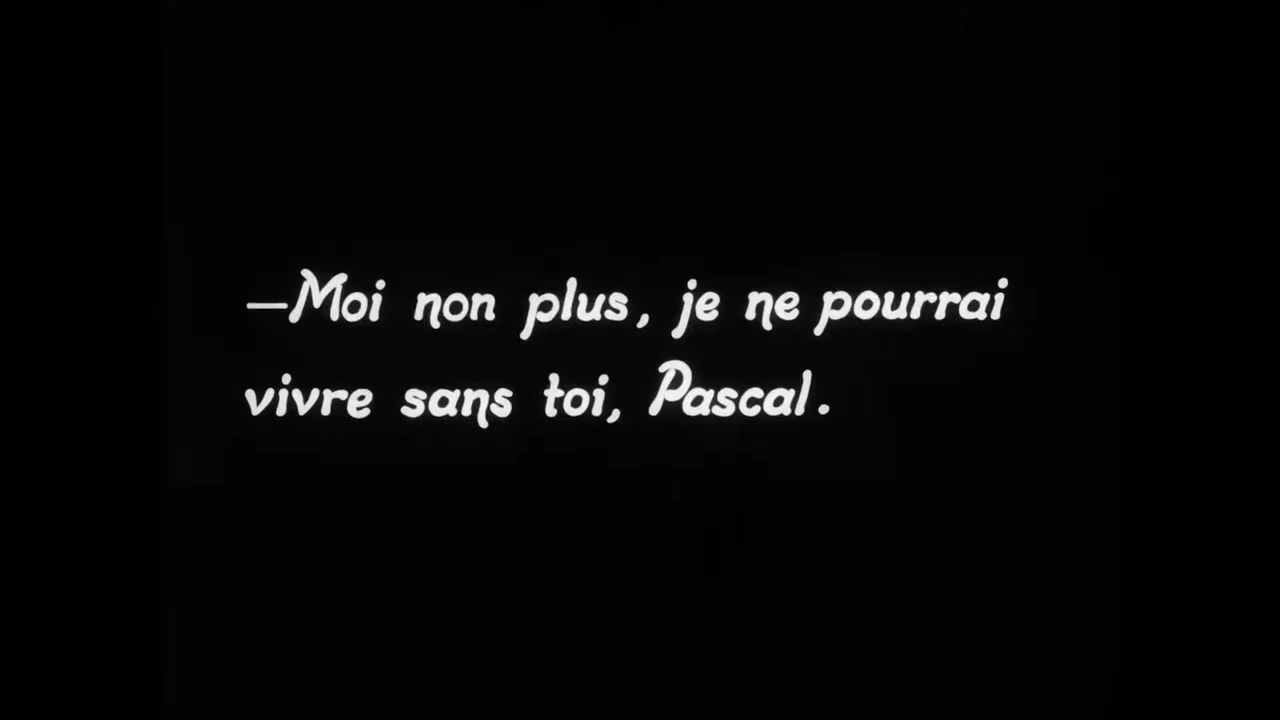 —Moi non plus, je ne pourrai
vivre sans toi, Pascal.